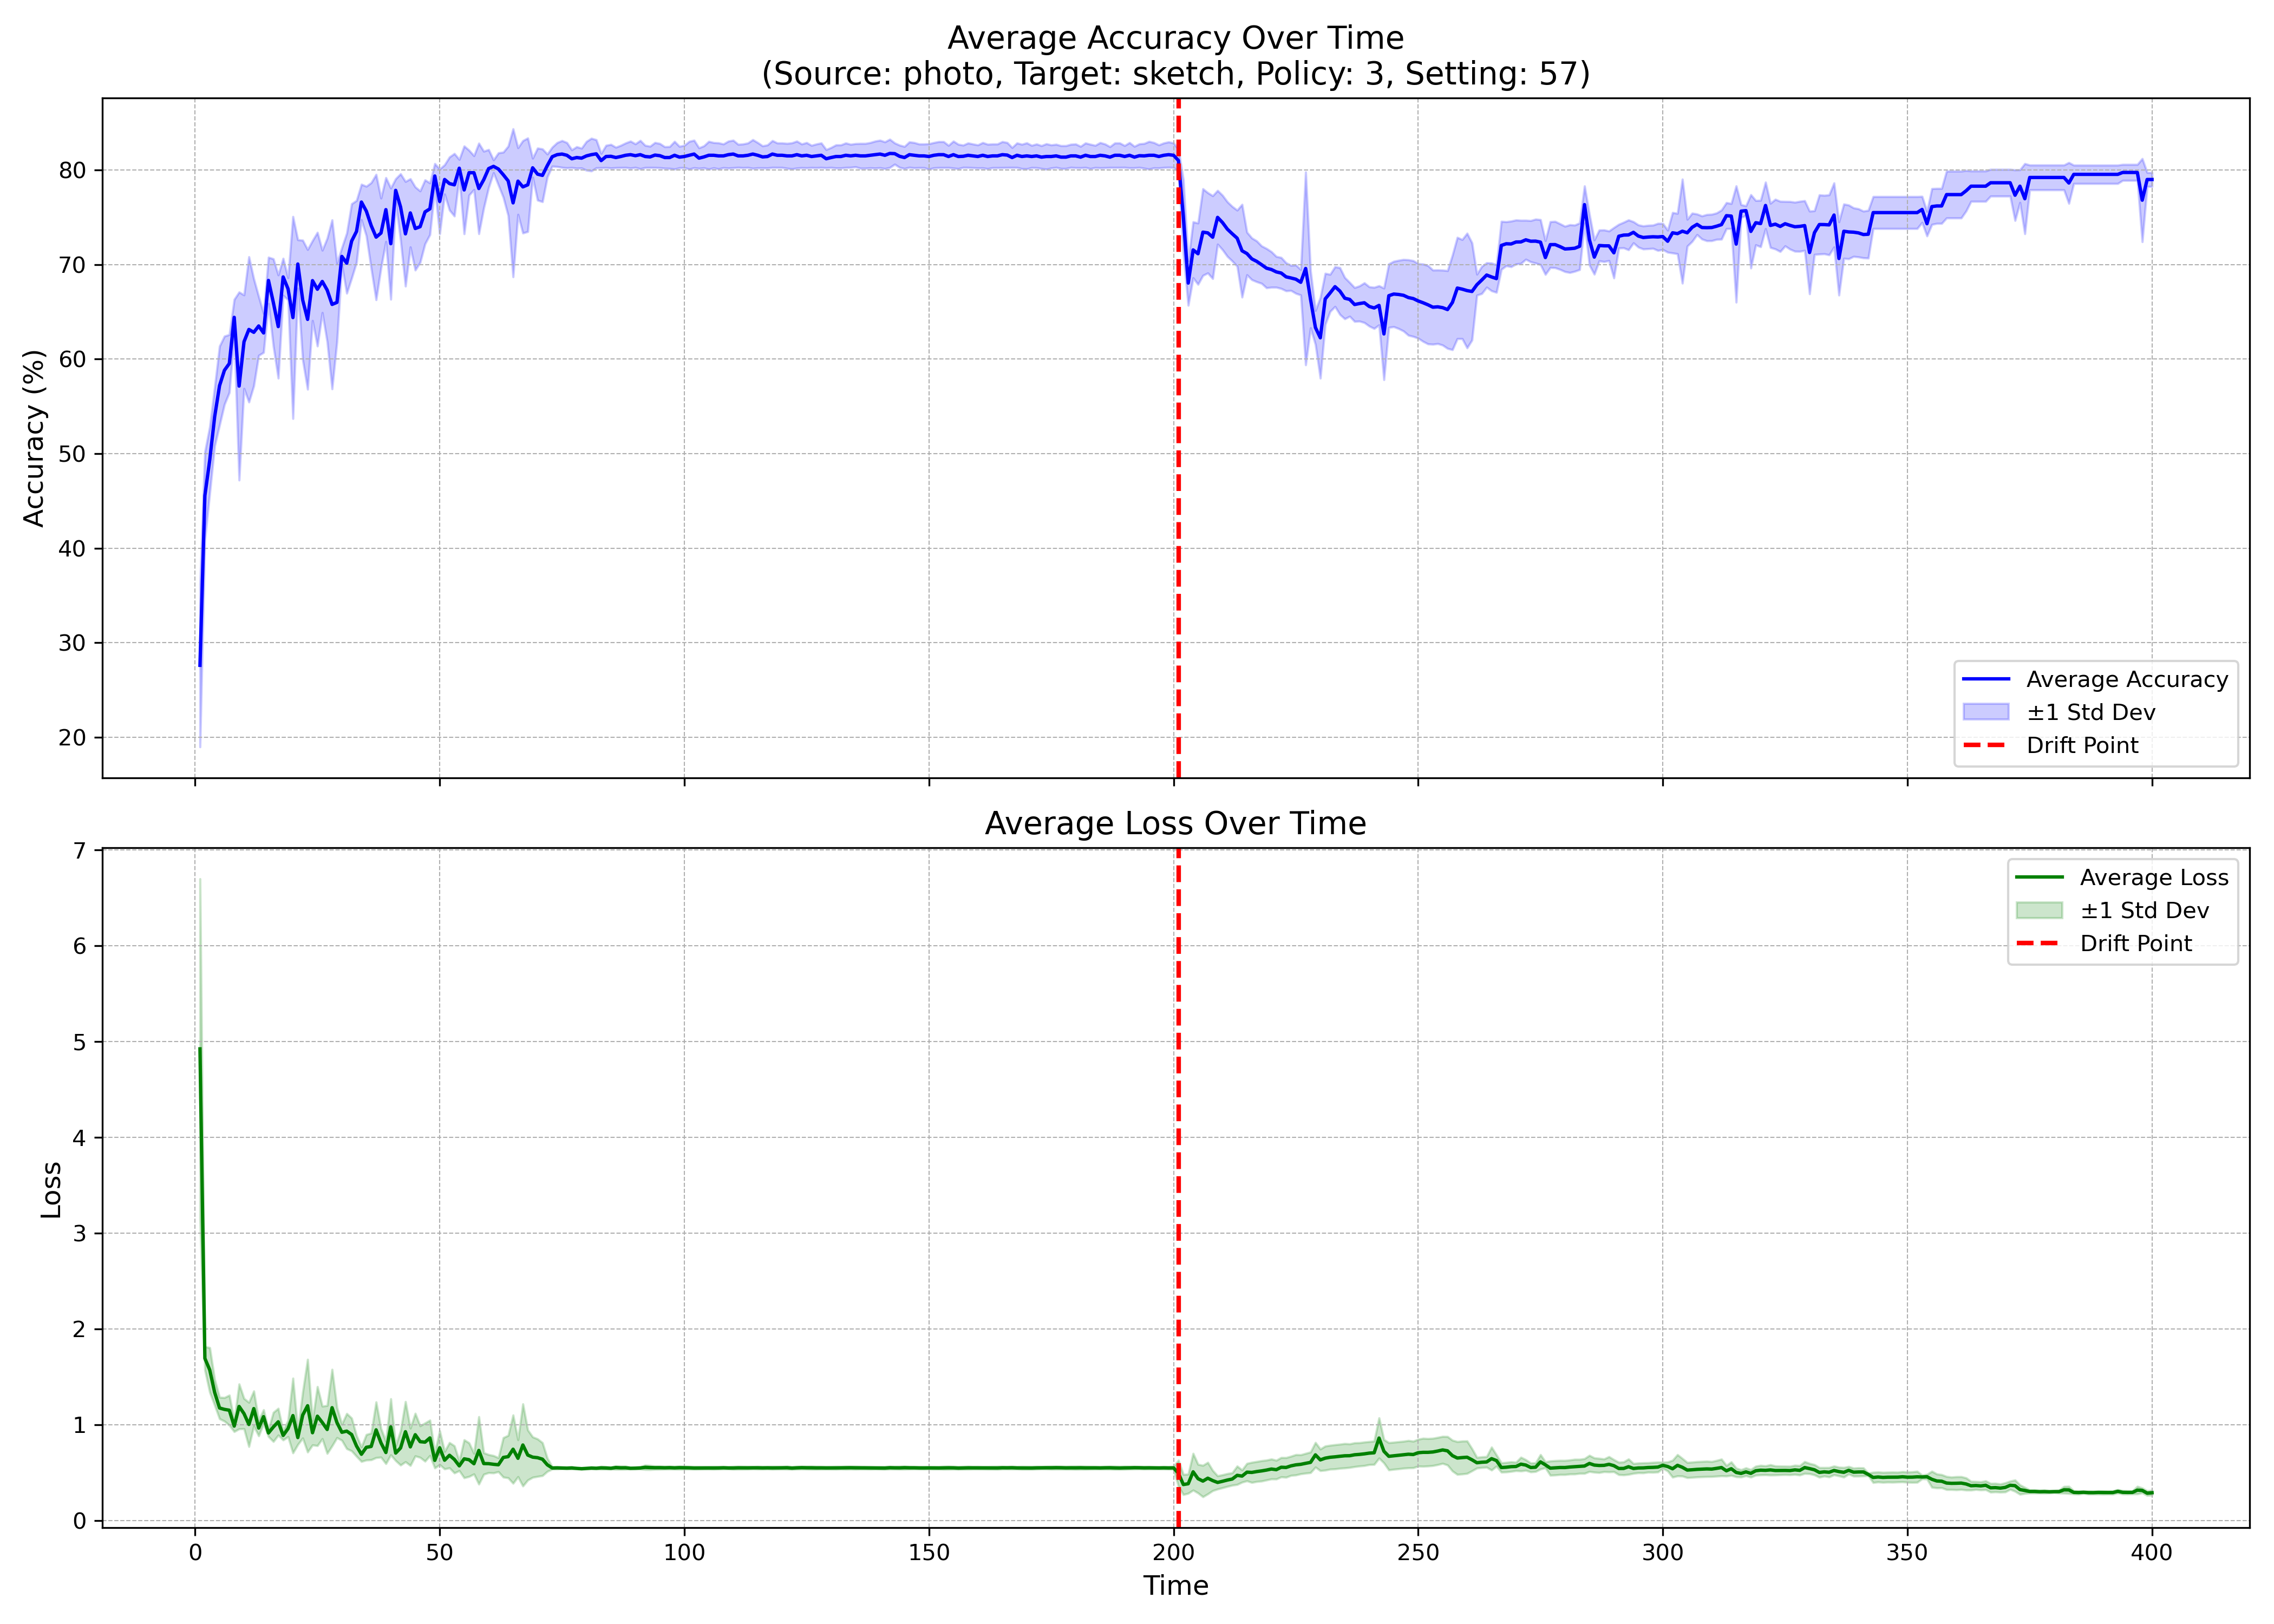 Average Accuracy Over Time
(Source: photo, Target: sketch, Policy: 3, Setting: 57)
Accuracy (%)
80
70
60
50
40
30
20
Average Accuracy
±1 Std Dev
Drift Point
Average Loss Over Time
Loss
7
6
5
4
3
2
1
0
Average Loss
±1 Std Dev
Drift Point
0 50 100 150 200 250 300 350 400
Time